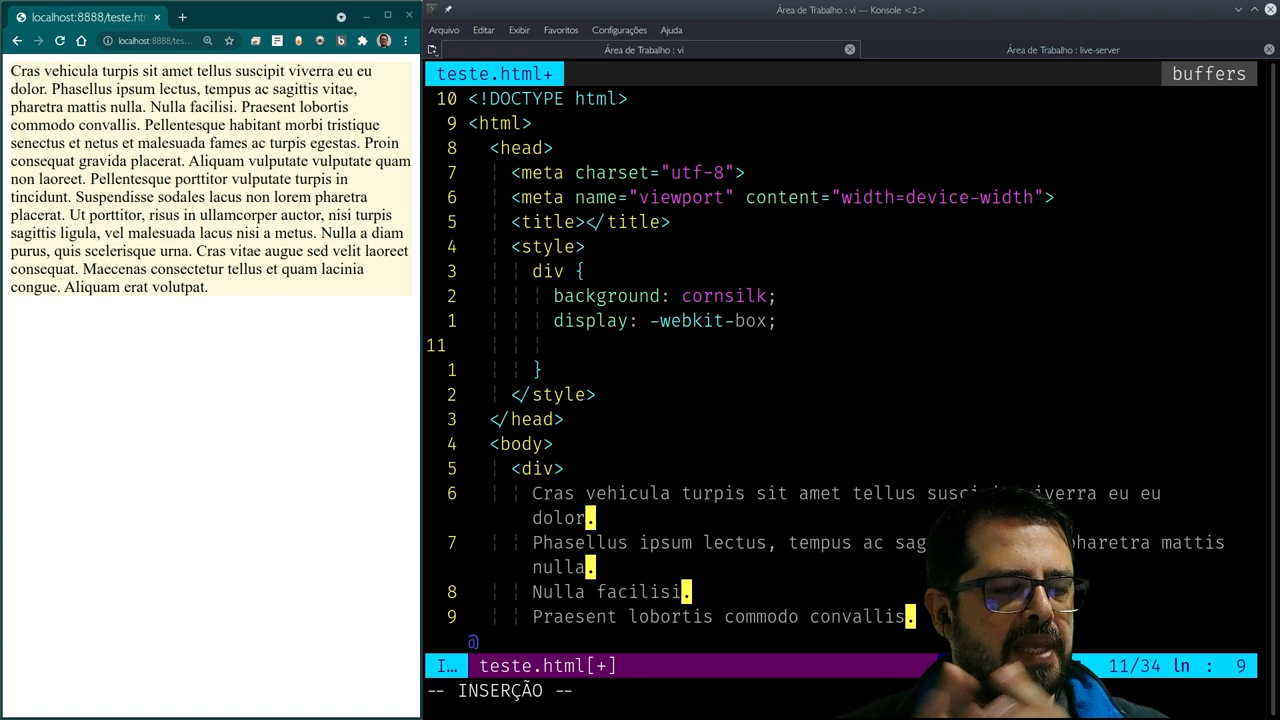 localhost:8888/teste.ht
localhost:8888/tes...
Cras vehicula turpis sit amet tellus suscipit viverra eu eu
dolor. Phasellus ipsum lectus, tempus ac sagittis vitae,
pharetra mattis nulla. Nulla facilisi. Praesent lobortis
commodo convallis. Pellentesque habitant morbi tristique
senectus et netus et malesuada fames ac turpis egestas. Proin
consequat gravida placerat. Aliquam vulputate vulputate quam
non laoreet. Pellentesque porttitor vulputate turpis in
tincidunt. Suspendisse sodales lacus non lorem pharetra
placerat. Ut porttitor, risus in ullamcorper auctor, nisi turpis
sagittis ligula, vel malesuada lacus nisi a metus. Nulla a diam
purus, quis scelerisque urna. Cras vitae augue sed velit laoreet
consequat. Maecenas consectetur tellus et quam lacinia
congue. Aliquam erat volutpat.
Área de Trabalho : vi — Konsole <2>
Arquivo Editar Exibir Favoritos Configurações Ajuda
Área de Trabalho : vi
Área de Trabalho : live-server
teste.html+ buffers
10 <!DOCTYPE html>
9 <html>
8 <head>
7 <meta charset="utf-8">
6 <meta name="viewport" content="width=device-width">
5 <title></title>
4 <style>
3 div {
2 background: cornsilk;
1 display: -webkit-box;
11
1 }
2 </style>
3 </head>
4 <body>
5 <div>
6 Cras vehicula turpis sit amet tellus viverra eu eu
dolor.
7 Phasellus ipsum lectus, tempus ac pharetra mattis
nulla.
8 Nulla facilisi.
9 Praesent lobortis commodo convallis.
@
I… teste.html[+] 11/34 ln : 9
-- INSERÇÃO --